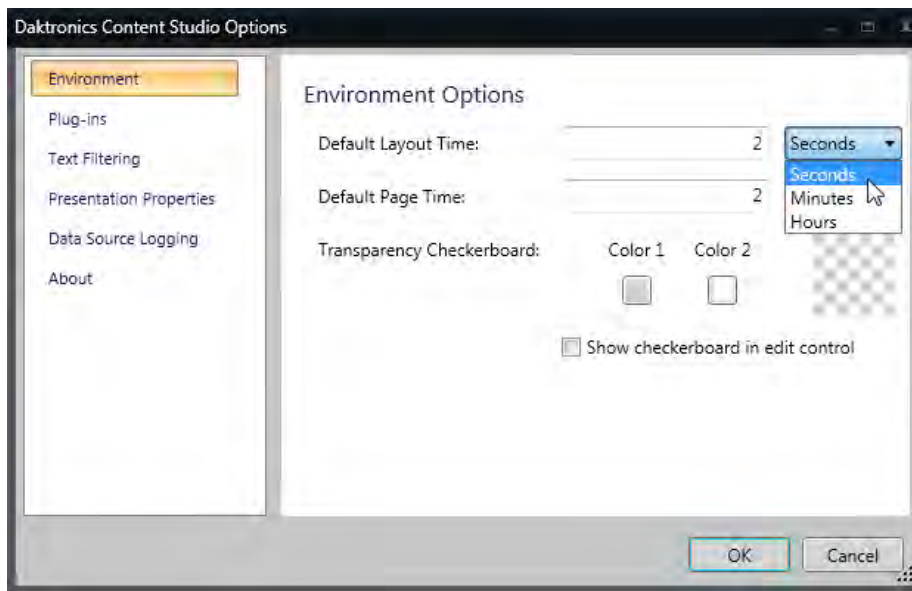 Daktronics Content Studio Options
Environment
Plug-ins
Text Filtering
Presentation Properties
Data Source Logging
About
Environment Options
Default Layout Time: 2 Seconds
Seconds
Minutes
Hours
Default Page Time: 2
Transparency Checkerboard: Color 1 Color 2
Show checkerboard in edit control
OK Cancel